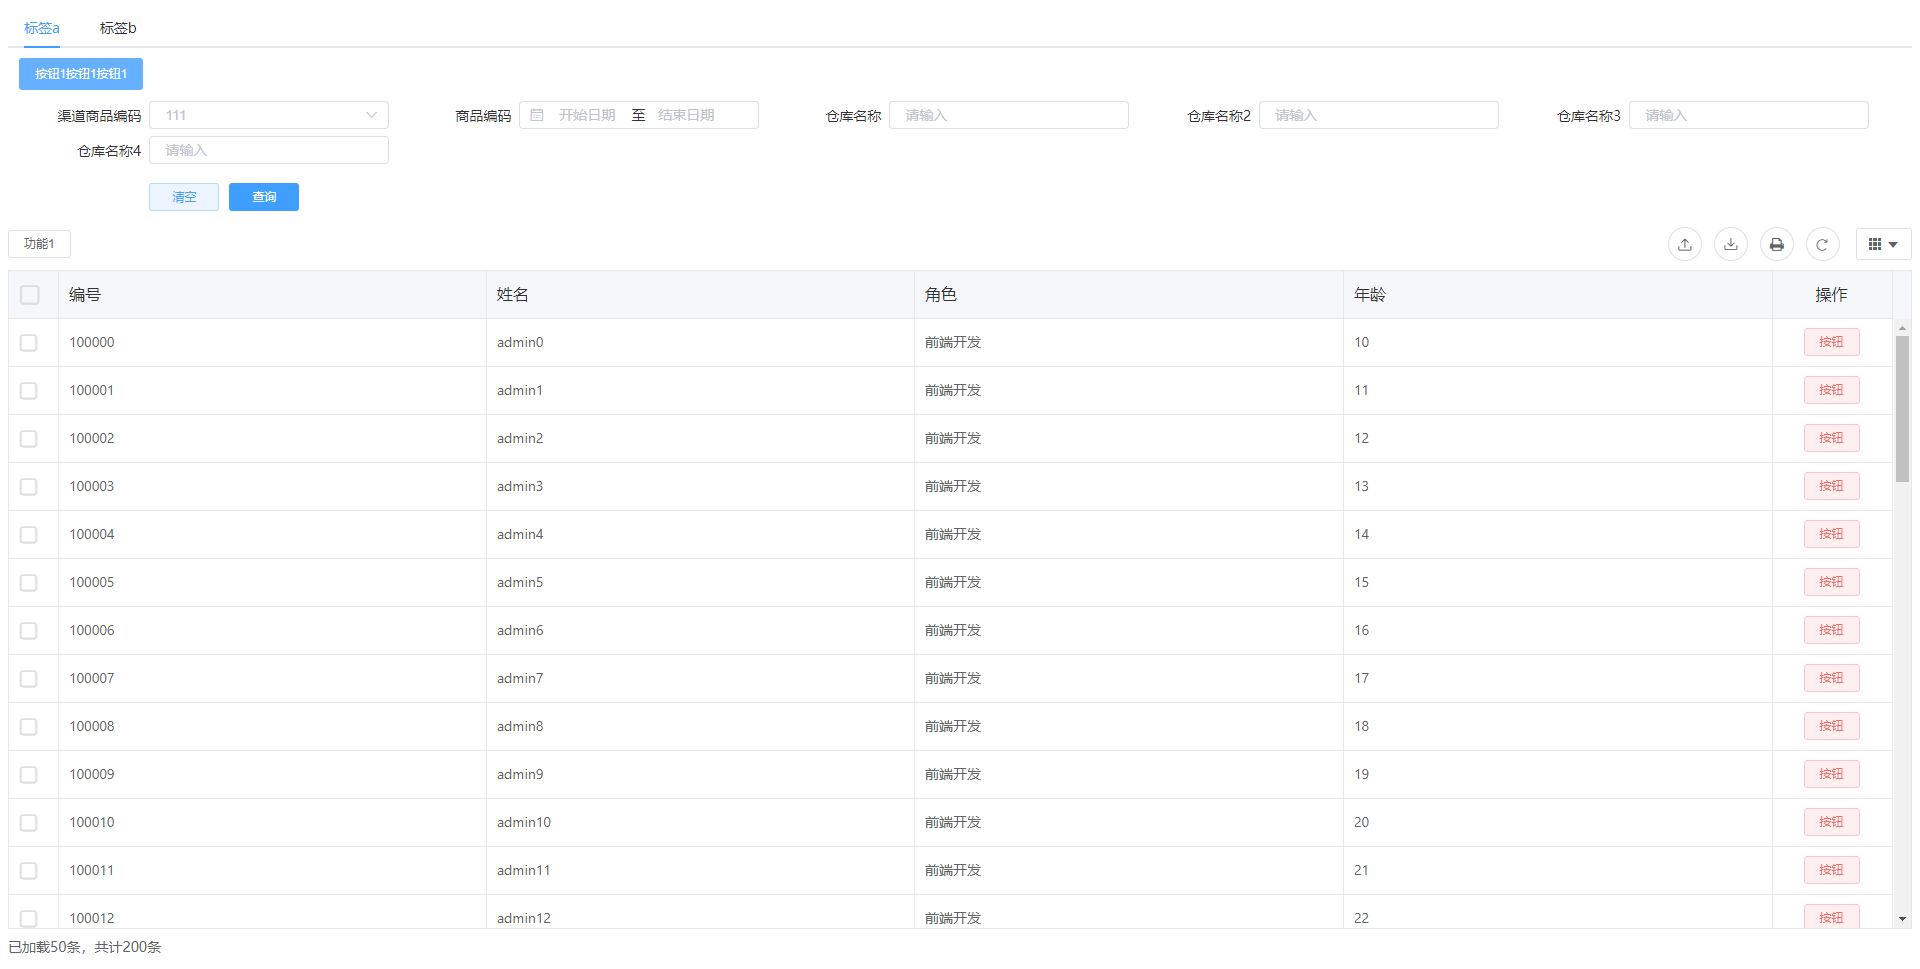 标签a 标签b
按钮1按钮1按钮1
渠道商品编码 111 商品编码 开始日期 至 结束日期 仓库名称 请输入 仓库名称2 请输入 仓库名称3 请输入
仓库名称4 请输入
清空 查询
功能1
编号 姓名 角色 年龄 操作
100000 admin0 前端开发 10 按钮
100001 admin1 前端开发 11 按钮
100002 admin2 前端开发 12 按钮
100003 admin3 前端开发 13 按钮
100004 admin4 前端开发 14 按钮
100005 admin5 前端开发 15 按钮
100006 admin6 前端开发 16 按钮
100007 admin7 前端开发 17 按钮
100008 admin8 前端开发 18 按钮
100009 admin9 前端开发 19 按钮
100010 admin10 前端开发 20 按钮
100011 admin11 前端开发 21 按钮
100012 admin12 前端开发 22 按钮
已加载50条，共计200条